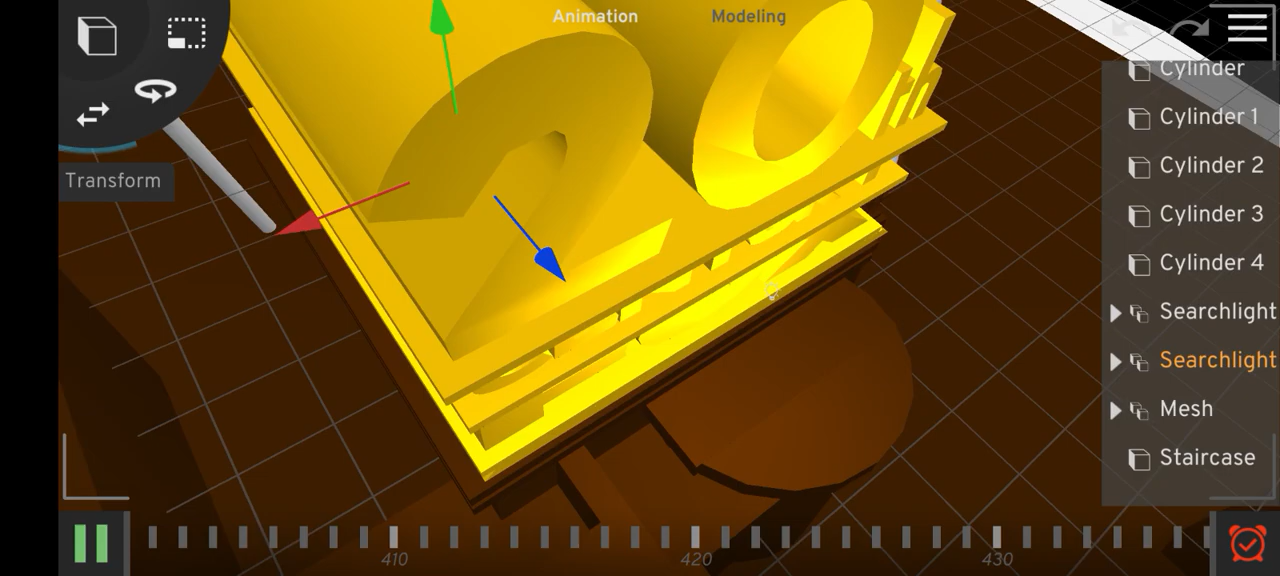 Animation Modeling
Transform
Cylinder
Cylinder 1
Cylinder 2
Cylinder 3
Cylinder 4
Searchlight
Searchlight
Mesh
Staircase
20
410 420 430